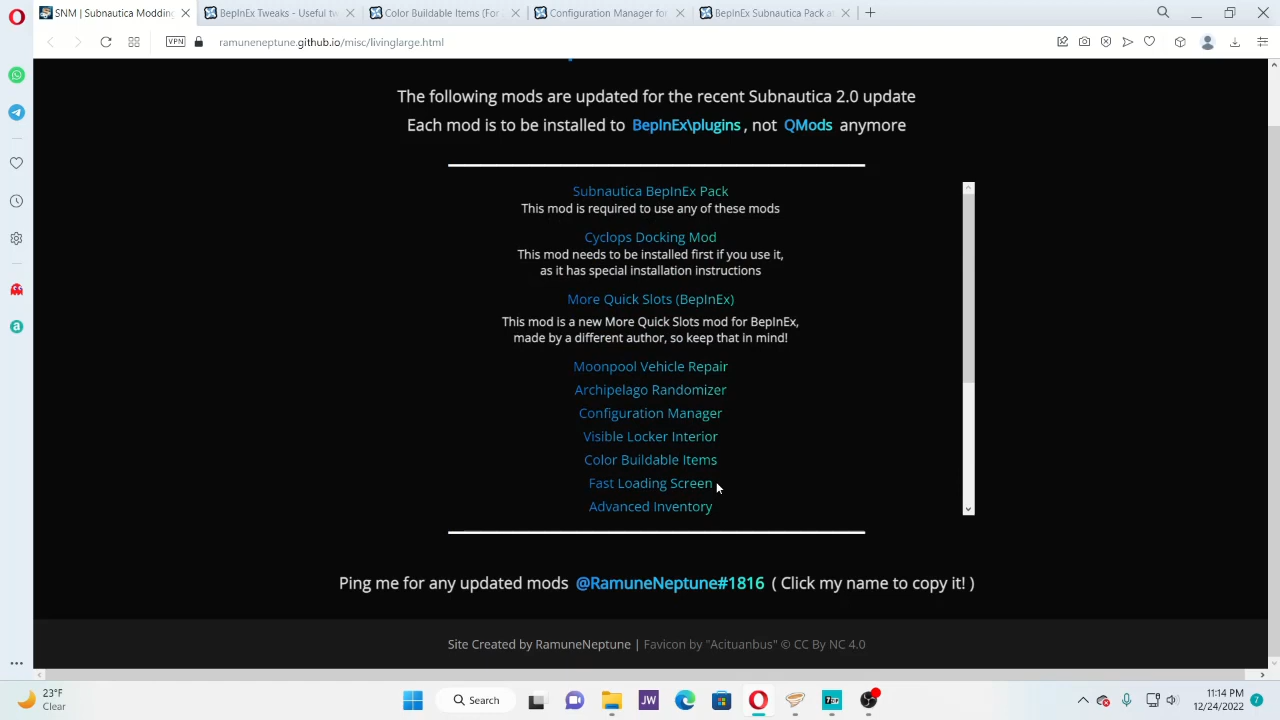 SNM | Subnautica Modding
BepInEx Tweaks - Useful tw
Color Buildable Items (For
Configuration Manager for
BepInEx Subnautica Pack a
VPN
ramuneneptune.github.io/misc/livinglarge.html
The following mods are updated for the recent Subnautica 2.0 update
Each mod is to be installed to BepInEx\plugins , not QMods anymore
Subnautica BepInEx Pack
This mod is required to use any of these mods
Cyclops Docking Mod
This mod needs to be installed first if you use it,
as it has special installation instructions
More Quick Slots (BepInEx)
This mod is a new More Quick Slots mod for BepInEx,
made by a different author, so keep that in mind!
Moonpool Vehicle Repair
Archipelago Randomizer
Configuration Manager
Visible Locker Interior
Color Buildable Items
Fast Loading Screen
Advanced Inventory
Ping me for any updated mods @RamuneNeptune#1816 ( Click my name to copy it! )
Site Created by RamuneNeptune | Favicon by "Acituanbus" © CC By NC 4.0
23°F
Clear
Search
JW
11:14 PM
12/24/2022
7